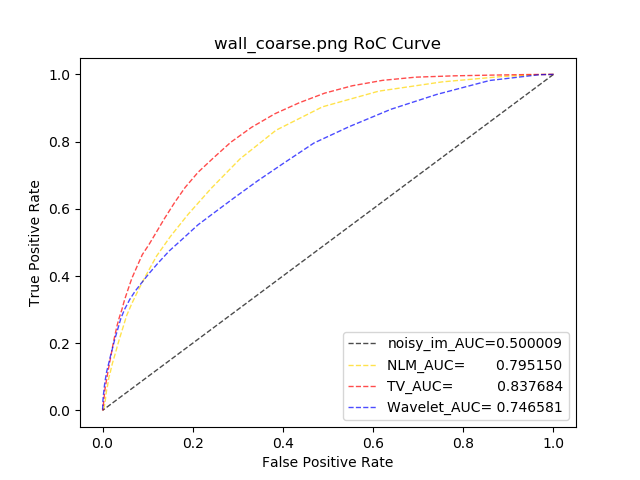 wall_coarse.png RoC Curve
True Positive Rate
1.0
0.8
0.6
0.4
0.2
0.0
noisy_im_AUC=0.500009
NLM_AUC= 0.795150
TV_AUC= 0.837684
Wavelet_AUC= 0.746581
0.0 0.2 0.4 0.6 0.8 1.0
False Positive Rate